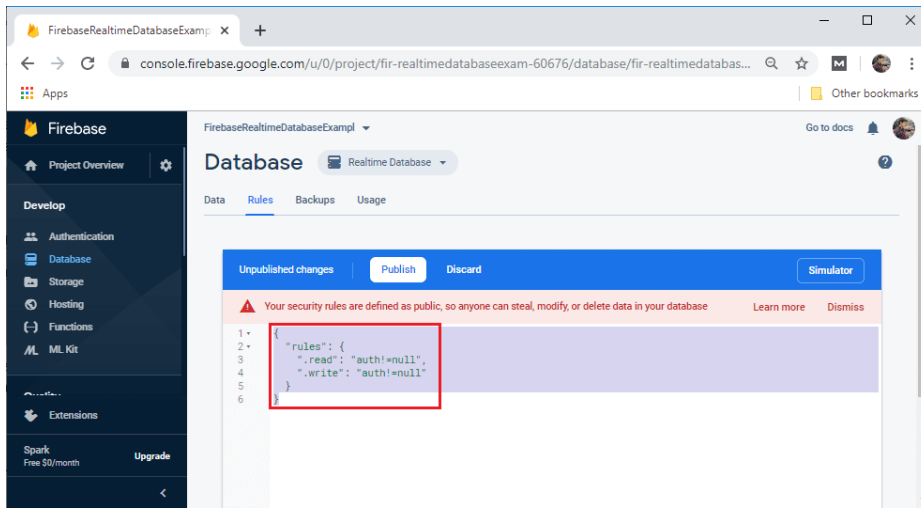 FirebaseRealtimeDatabaseExamp
console.firebase.google.com/u/0/project/fir-realtimedatabaseexam-60676/database/fir-realtimedatabas...
M
Apps
Other bookmarks
Firebase
FirebaseRealtimeDatabaseExampl
Go to docs
Project Overview
Database
Realtime Database
?
Develop
Data Rules Backups Usage
Authentication
Database
Storage
Hosting
Functions
ML ML Kit
Unpublished changes Publish Discard Simulator
Your security rules are defined as public, so anyone can steal, modify, or delete data in your database Learn more Dismiss
1 {
2 "rules": {
3 ".read": "auth!=null",
4 ".write": "auth!=null"
5 }
6 }
Extensions
Spark
Free $0/month
Upgrade